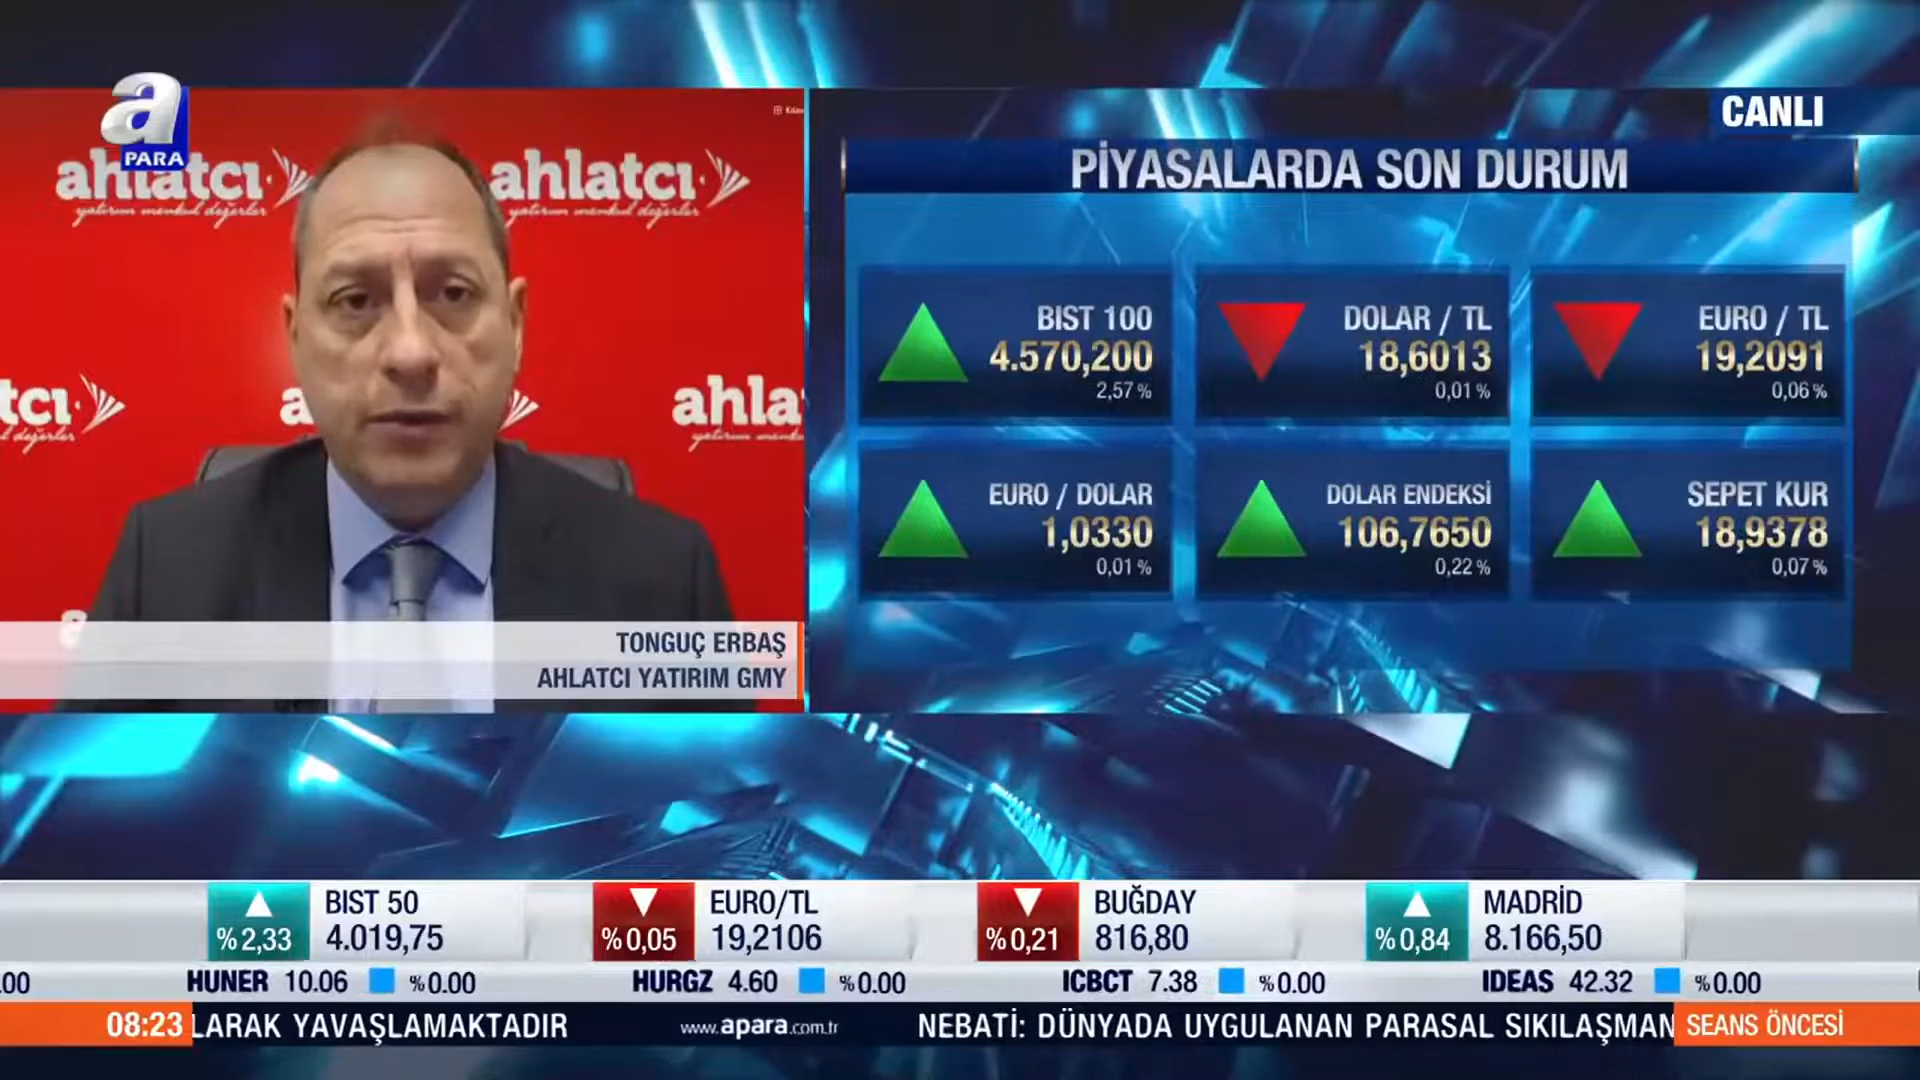 a
PARA
CANLI
ahlatcı
yatırım menkul değerler
ahlatcı
yatırım menkul değerler
tcı
değerler
a
ahla
yatırım menku
a
TONGUÇ ERBAŞ
AHLATCI YATIRIM GMY
PİYASALARDA SON DURUM
BIST 100
4.570,200
2,57 %
DOLAR / TL
18,6013
0,01 %
EURO / TL
19,2091
0,06 %
EURO / DOLAR
1,0330
0,01 %
DOLAR ENDEKSİ
106,7650
0,22 %
SEPET KUR
18,9378
0,07 %
BIST 50
%2,33 4.019,75
EURO/TL
%0,05 19,2106
BUĞDAY
%0,21 816,80
MADRİD
%0,84 8.166,50
.00 HUNER 10.06 %0.00 HURGZ 4.60 %0.00 ICBCT 7.38 %0.00 IDEAS 42.32 %0.00
08:23 LARAK YAVAŞLAMAKTADIR www.apara.com.tr NEBATİ: DÜNYADA UYGULANAN PARASAL SIKILAŞMAN SEANS ÖNCESİ